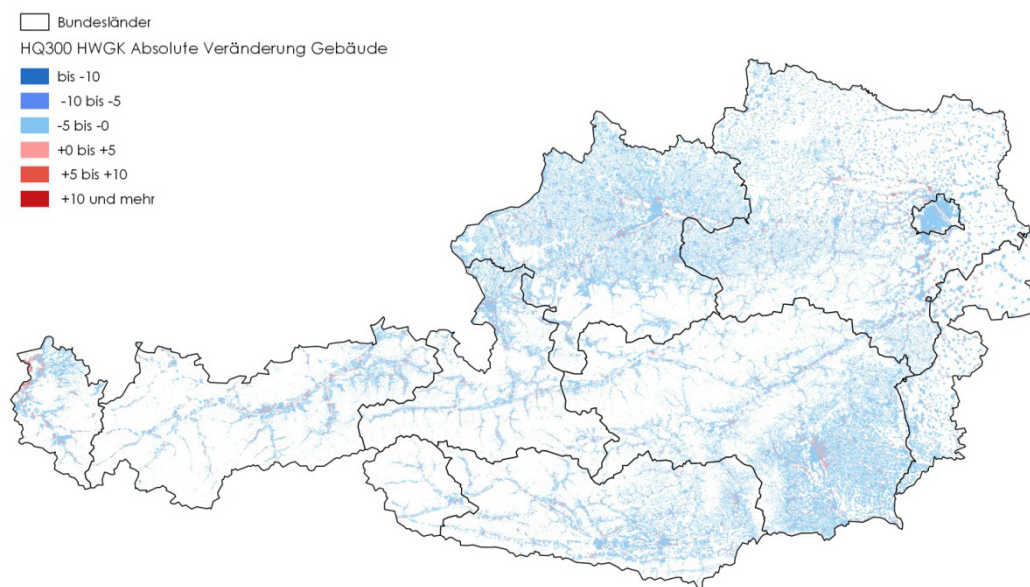 Bundesländer
HQ300 HWGK Absolute Veränderung Gebäude
bis -10
-10 bis -5
-5 bis -0
+0 bis +5
+5 bis +10
+10 und mehr